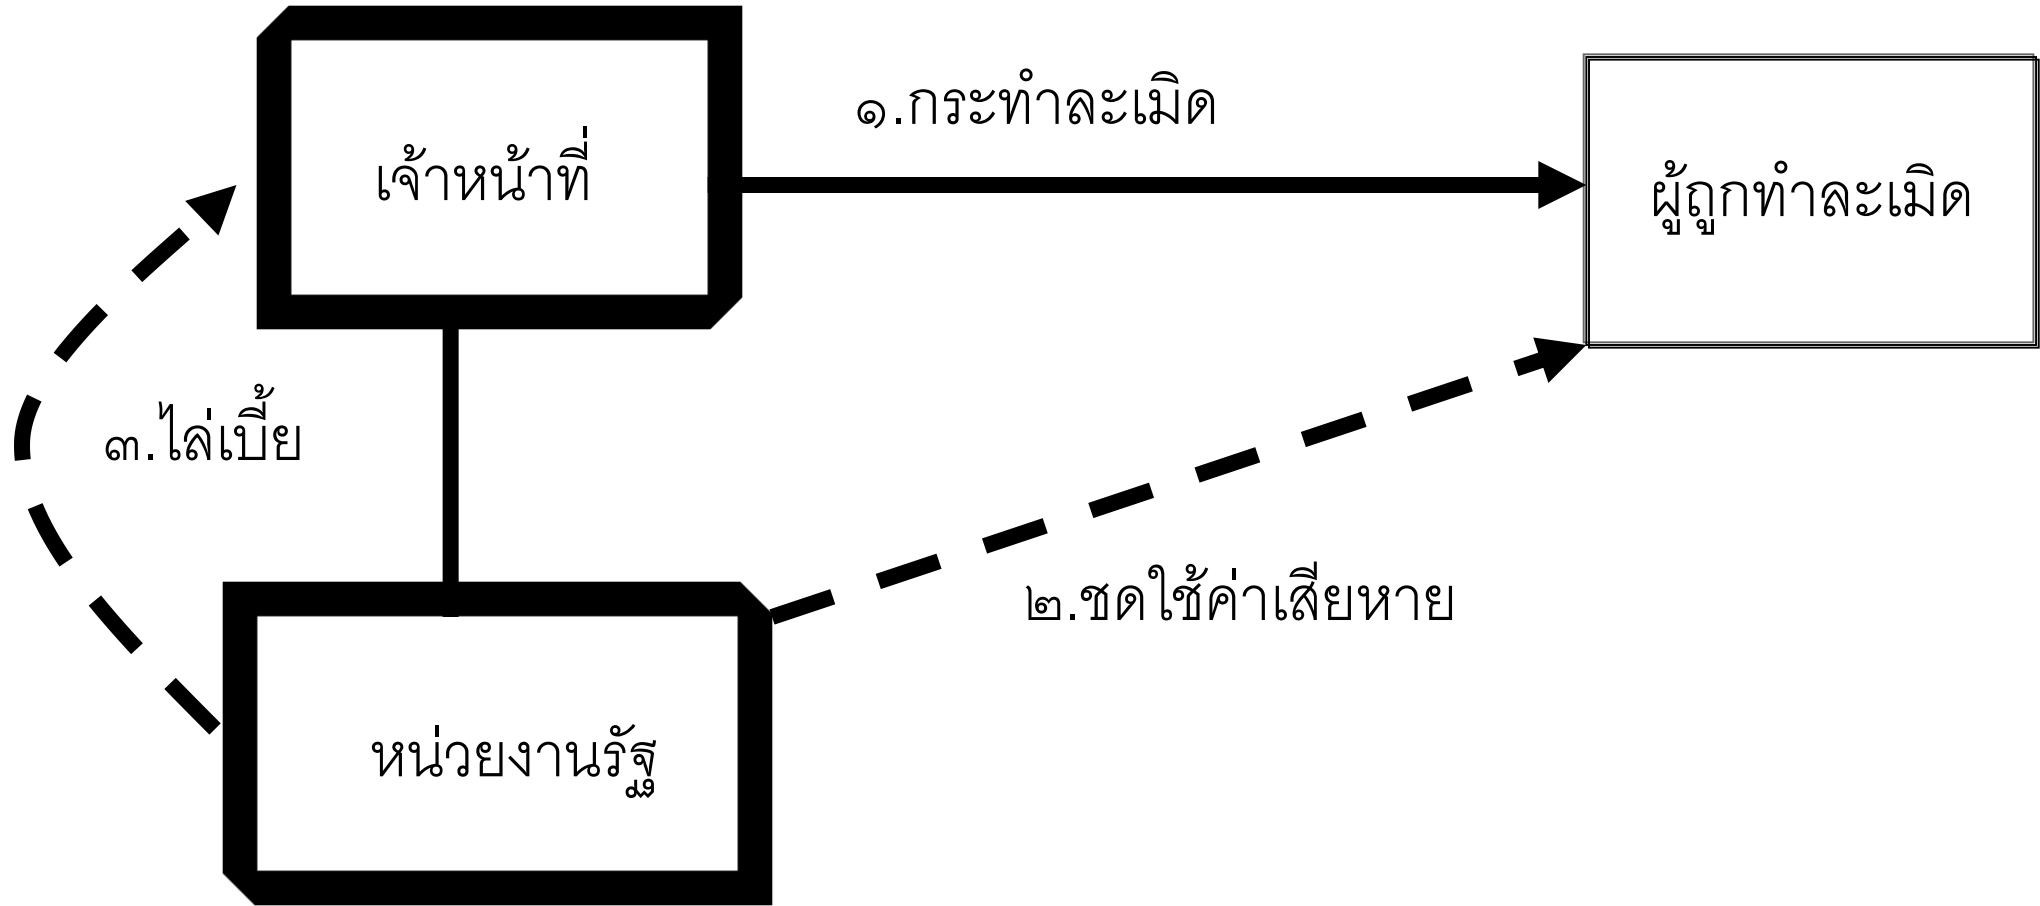 ๑.กระทำละเมิด
เจ้าหน้าที่
ผู้ถูกทำละเมิด
๓.ไล่เบี้ย
๒.ชดใช้ค่าเสียหาย
หน่วยงานรัฐ